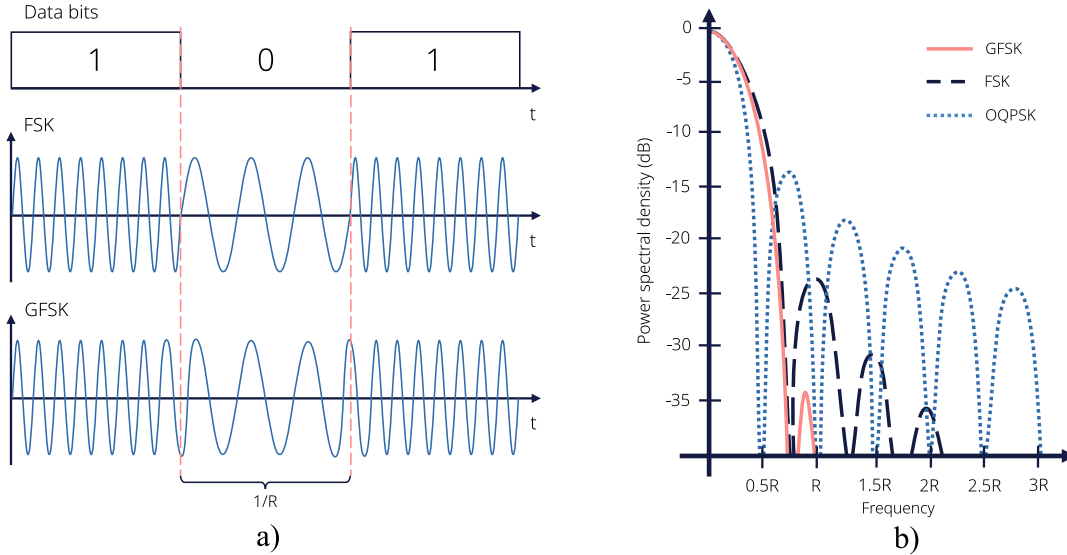 Data bits
1 0 1
t
FSK
t
GFSK
t
1/R
a)
0
-5
-10
-15
-20
-25
-30
-35
Power spectral density (dB)
GFSK
FSK
OQPSK
0.5R R 1.5R 2R 2.5R 3R
Frequency
b)